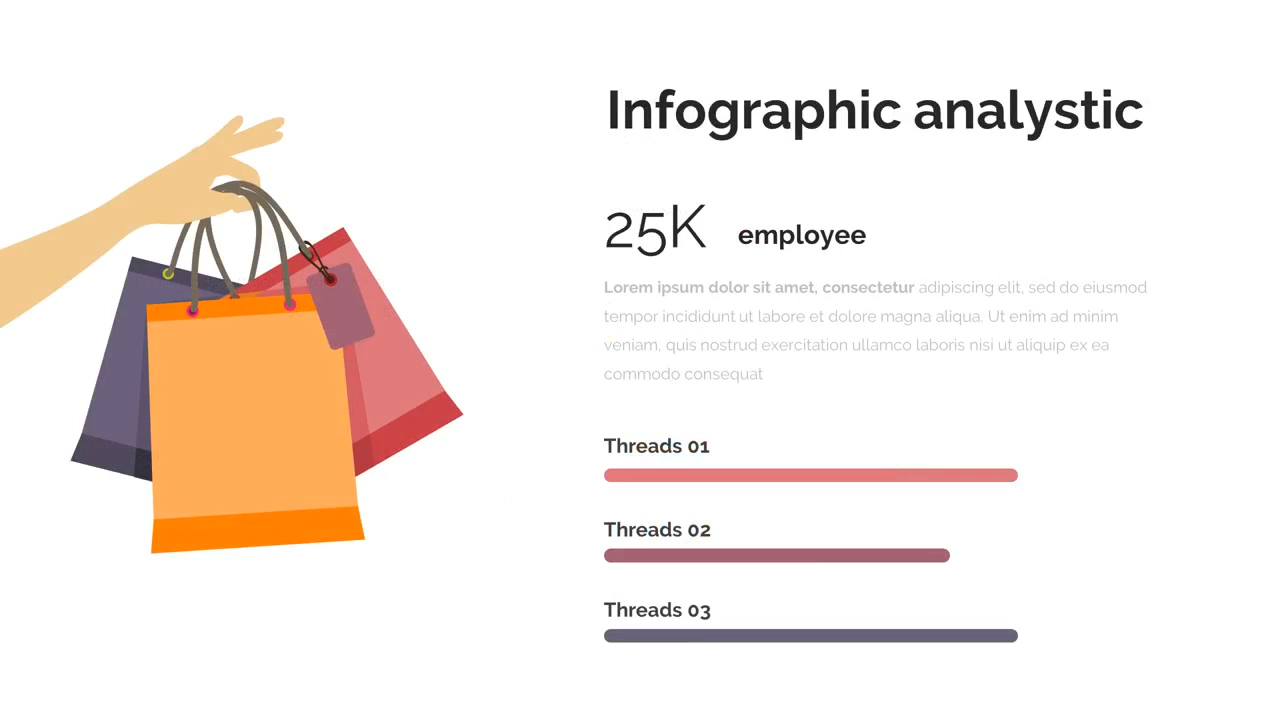 Infographic analystic
25K employee
Lorem ipsum dolor sit amet, consectetur adipiscing elit, sed do eiusmod
tempor incididunt ut labore et dolore magna aliqua. Ut enim ad minim
veniam, quis nostrud exercitation ullamco laboris nisi ut aliquip ex ea
commodo consequat
Threads 01
Threads 02
Threads 03